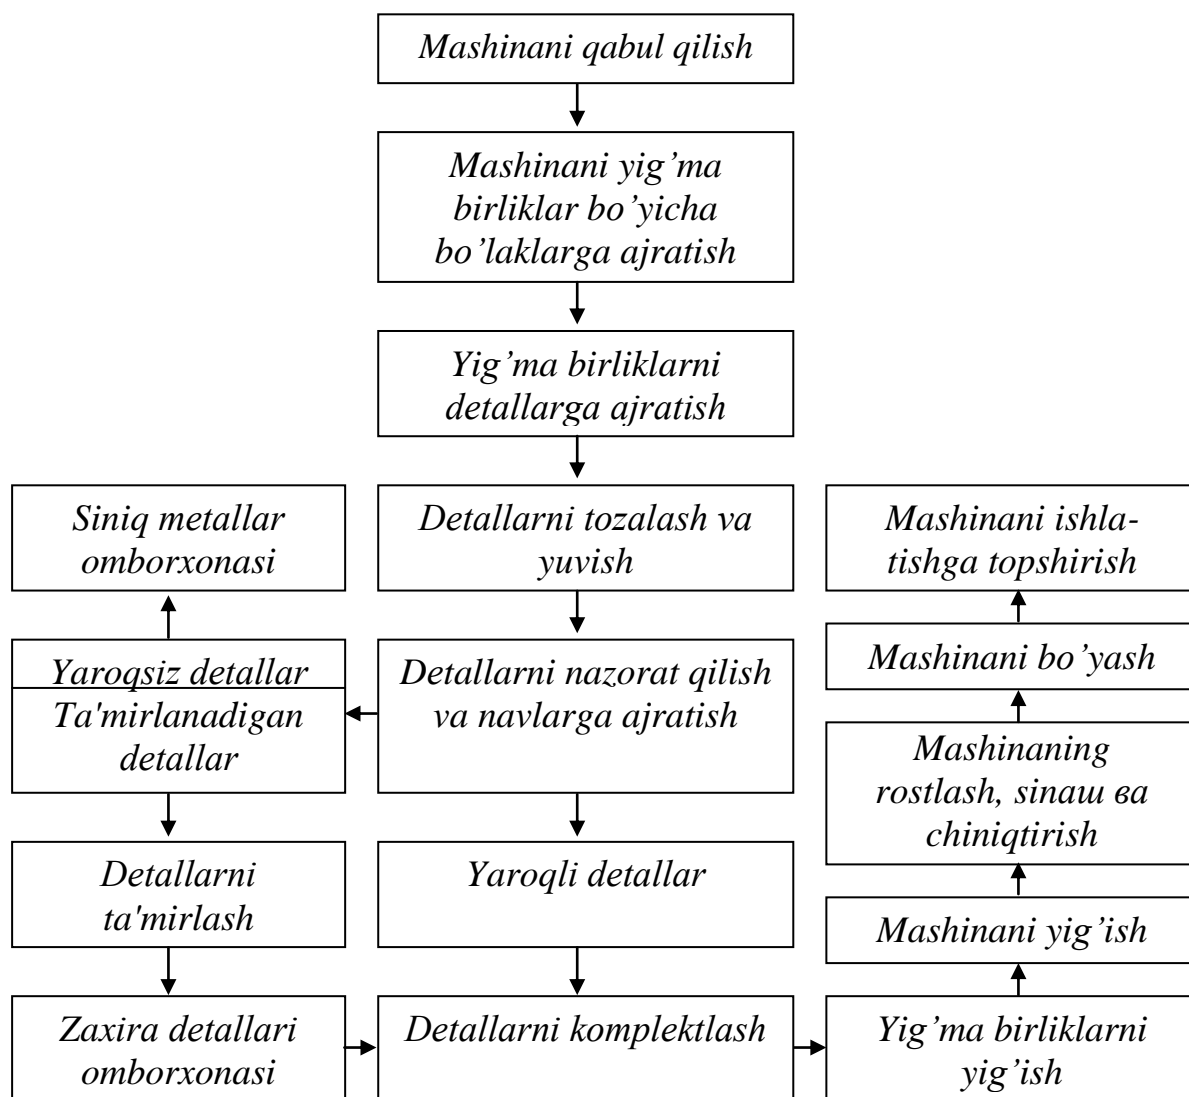 Mashinani qabul qilish
Mashinani yig’ma
birliklar bo’yicha
bo’laklarga ajratish
Yig’ma birliklarni
detallarga ajratish
Siniq metallar
omborxonasi
Detallarni tozalash va
yuvish
Mashinani ishla-
tishga topshirish
Yaroqsiz detallar
Ta'mirlanadigan
detallar
Detallarni nazorat qilish
va navlarga ajratish
Mashinani bo’yash
Mashinaning
rostlash, sinaш ва
chiniqtirish
Detallarni
ta'mirlash
Yaroqli detallar
Mashinani yig’ish
Zaxira detallari
omborxonasi
Detallarni komplektlash
Yig’ma birliklarni
yig’ish